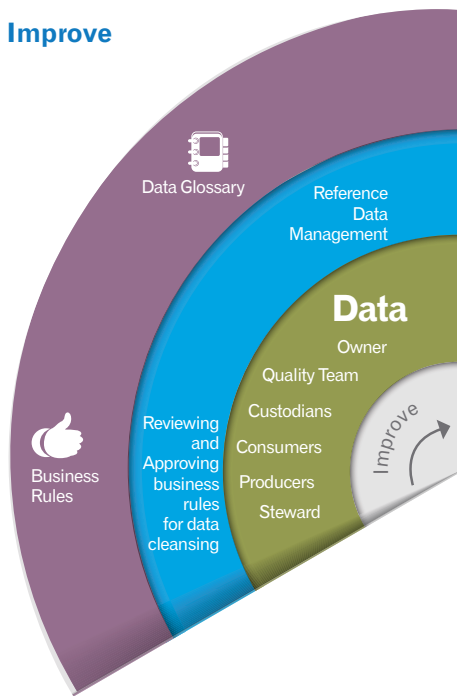 Improve
Data Glossary
Reference
Data
Management
Data
Owner
Quality Team
Custodians
Consumers
Producers
Steward
Improve
Reviewing
and
Approving
business
rules
for data
cleansing
Business
Rules